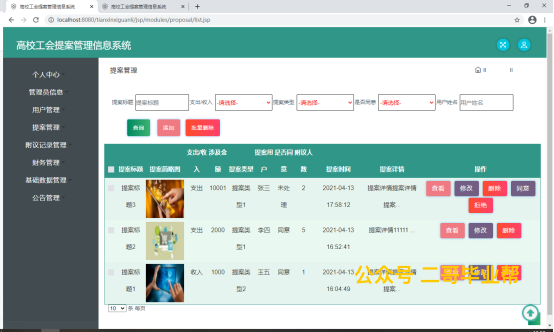 高校工会提案管理信息系统 高校工会提案管理信息系统
localhost:8080/tianxinxiguanli/jsp/modules/proposal/list.jsp
高校工会提案管理信息系统
个人中心
管理员信息
用户管理
提案管理
附议记录管理
财务管理
基础数据管理
公告管理
提案管理
提案标题 提案标题 支出/收入 -请选择- 提案类型 -请选择- 是否同意 -请选择- 用户姓名 用户姓名
查询 添加 批量删除
提案标题 提案简略图 支出/收入 涉及金额 提案类型 提案用户 是否同意 附议人数 提案时间 提案详情 操作
提案标题3 支出 10001 提案类型1 张三 未处理 2 2021-04-13 17:58:12 提案详情提案详情提案... 查看 修改 删除 同意 拒绝
提案标题2 支出 2000 提案类型1 李四 同意 5 2021-04-13 16:52:41 提案详情11111 ... 查看 修改 删除
提案标题1 收入 1000 提案类型2 王五 同意 1 2021-04-13 16:04:49 提案详情提案详情提案...
10 条 每页
公众号 二哥毕业帮